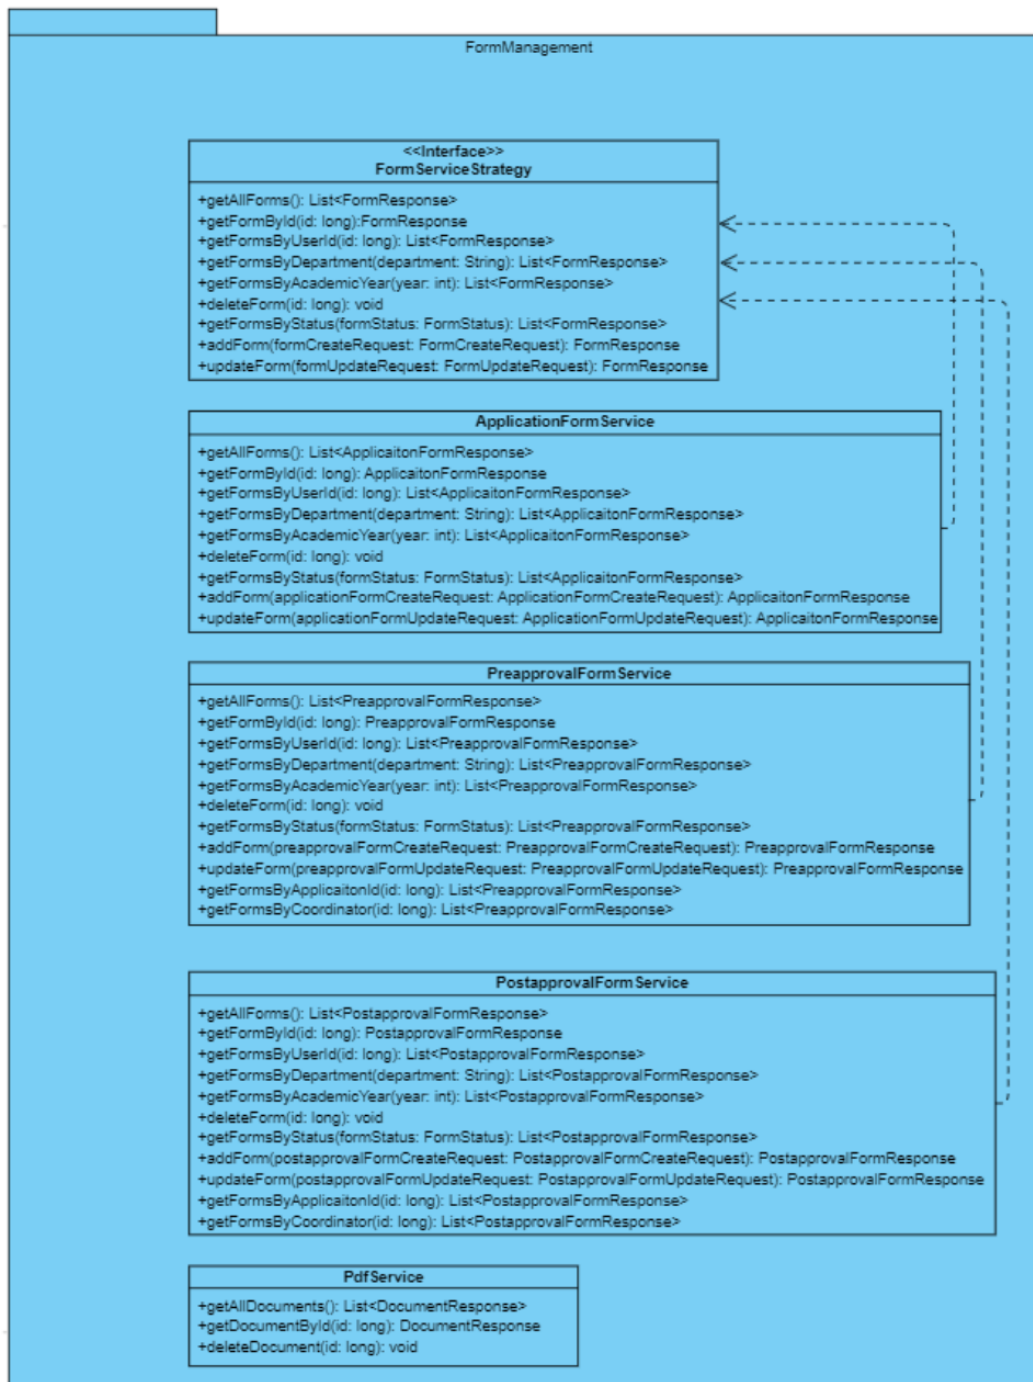 FormManagement
<<Interface>>
FormServiceStrategy
+getAllForms(): List<FormResponse>
+getFormById(id: long):FormResponse
+getFormsByUserId(id: long): List<FormResponse>
+getFormsByDepartment(department: String): List<FormResponse>
+getFormsByAcademicYear(year: int): List<FormResponse>
+deleteForm(id: long): void
+getFormsByStatus(formStatus: FormStatus): List<FormResponse>
+addForm(formCreateRequest: FormCreateRequest): FormResponse
+updateForm(formUpdateRequest: FormUpdateRequest): FormResponse
ApplicationFormService
+getAllForms(): List<ApplicaitonFormResponse>
+getFormById(id: long): ApplicaitonFormResponse
+getFormsByUserId(id: long): List<ApplicaitonFormResponse>
+getFormsByDepartment(department: String): List<ApplicaitonFormResponse>
+getFormsByAcademicYear(year: int): List<ApplicaitonFormResponse>
+deleteForm(id: long): void
+getFormsByStatus(formStatus: FormStatus): List<ApplicaitonFormResponse>
+addForm(applicationFormCreateRequest: ApplicationFormCreateRequest): ApplicaitonFormResponse
+updateForm(applicationFormUpdateRequest: ApplicationFormUpdateRequest): ApplicaitonFormResponse
PreapprovalFormService
+getAllForms(): List<PreapprovalFormResponse>
+getFormById(id: long): PreapprovalFormResponse
+getFormsByUserId(id: long): List<PreapprovalFormResponse>
+getFormsByDepartment(department: String): List<PreapprovalFormResponse>
+getFormsByAcademicYear(year: int): List<PreapprovalFormResponse>
+deleteForm(id: long): void
+getFormsByStatus(formStatus: FormStatus): List<PreapprovalFormResponse>
+addForm(preapprovalFormCreateRequest: PreapprovalFormCreateRequest): PreapprovalFormResponse
+updateForm(preapprovalFormUpdateRequest: PreapprovalFormUpdateRequest): PreapprovalFormResponse
+getFormsByApplicaitonId(id: long): List<PreapprovalFormResponse>
+getFormsByCoordinator(id: long): List<PreapprovalFormResponse>
PostapprovalFormService
+getAllForms(): List<PostapprovalFormResponse>
+getFormById(id: long): PostapprovalFormResponse
+getFormsByUserId(id: long): List<PostapprovalFormResponse>
+getFormsByDepartment(department: String): List<PostapprovalFormResponse>
+getFormsByAcademicYear(year: int): List<PostapprovalFormResponse>
+deleteForm(id: long): void
+getFormsByStatus(formStatus: FormStatus): List<PostapprovalFormResponse>
+addForm(postapprovalFormCreateRequest: PostapprovalFormCreateRequest): PostapprovalFormResponse
+updateForm(postapprovalFormUpdateRequest: PostapprovalFormUpdateRequest): PostapprovalFormResponse
+getFormsByApplicaitonId(id: long): List<PostapprovalFormResponse>
+getFormsByCoordinator(id: long): List<PostapprovalFormResponse>
PdfService
+getAllDocuments(): List<DocumentResponse>
+getDocumentById(id: long): DocumentResponse
+deleteDocument(id: long): void